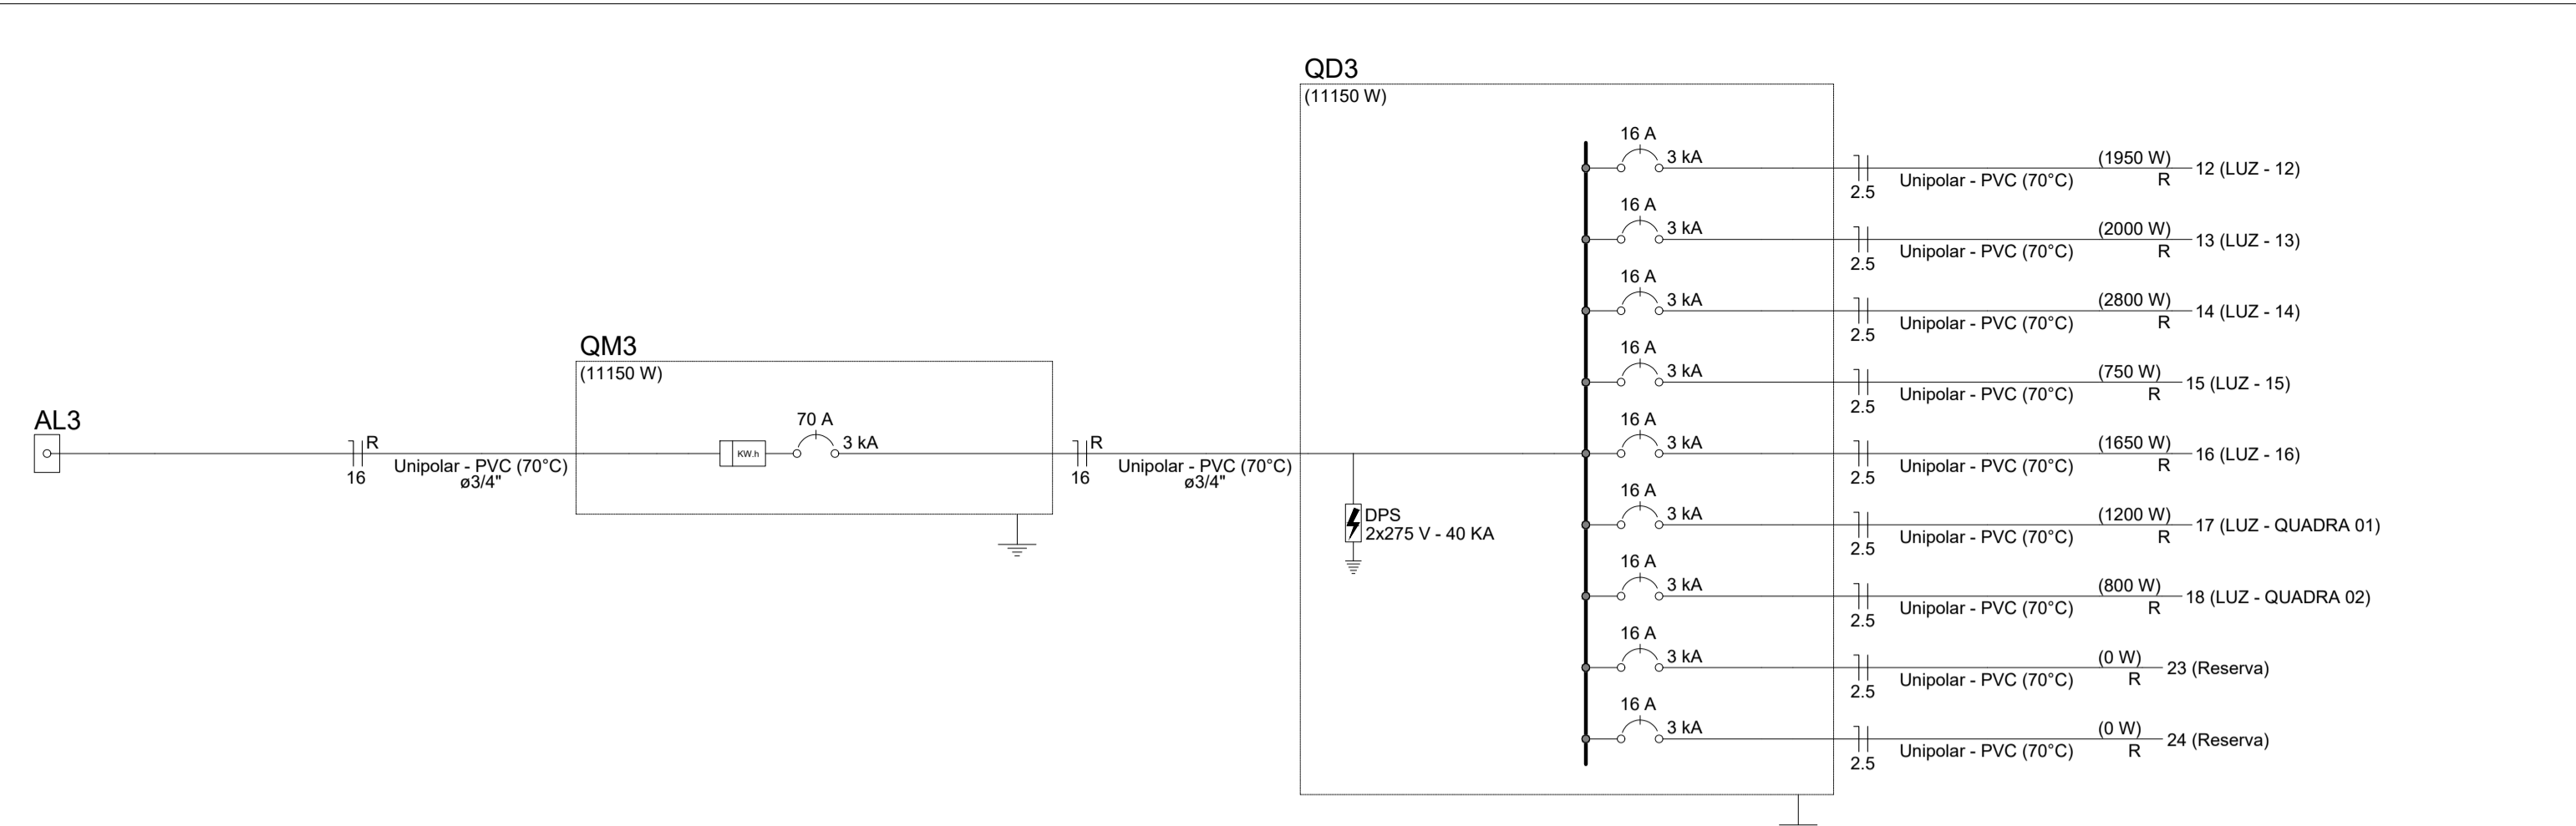 QD3
(11150 W)
16 A
3 kA
2.5
Unipolar - PVC (70°C)
(1950 W)
R
12 (LUZ - 12)
16 A
3 kA
2.5
Unipolar - PVC (70°C)
(2000 W)
R
13 (LUZ - 13)
16 A
3 kA
2.5
Unipolar - PVC (70°C)
(2800 W)
R
14 (LUZ - 14)
16 A
3 kA
2.5
Unipolar - PVC (70°C)
(750 W)
R
15 (LUZ - 15)
16 A
3 kA
2.5
Unipolar - PVC (70°C)
(1650 W)
R
16 (LUZ - 16)
16 A
3 kA
2.5
Unipolar - PVC (70°C)
(1200 W)
R
17 (LUZ - QUADRA 01)
16 A
3 kA
2.5
Unipolar - PVC (70°C)
(800 W)
R
18 (LUZ - QUADRA 02)
16 A
3 kA
2.5
Unipolar - PVC (70°C)
(0 W)
R
23 (Reserva)
16 A
3 kA
2.5
Unipolar - PVC (70°C)
(0 W)
R
24 (Reserva)
QM3
(11150 W)
AL3
R
16
Unipolar - PVC (70°C)
ø3/4"
KW.h
70 A
3 kA
R
16
Unipolar - PVC (70°C)
ø3/4"
DPS
2x275 V - 40 KA